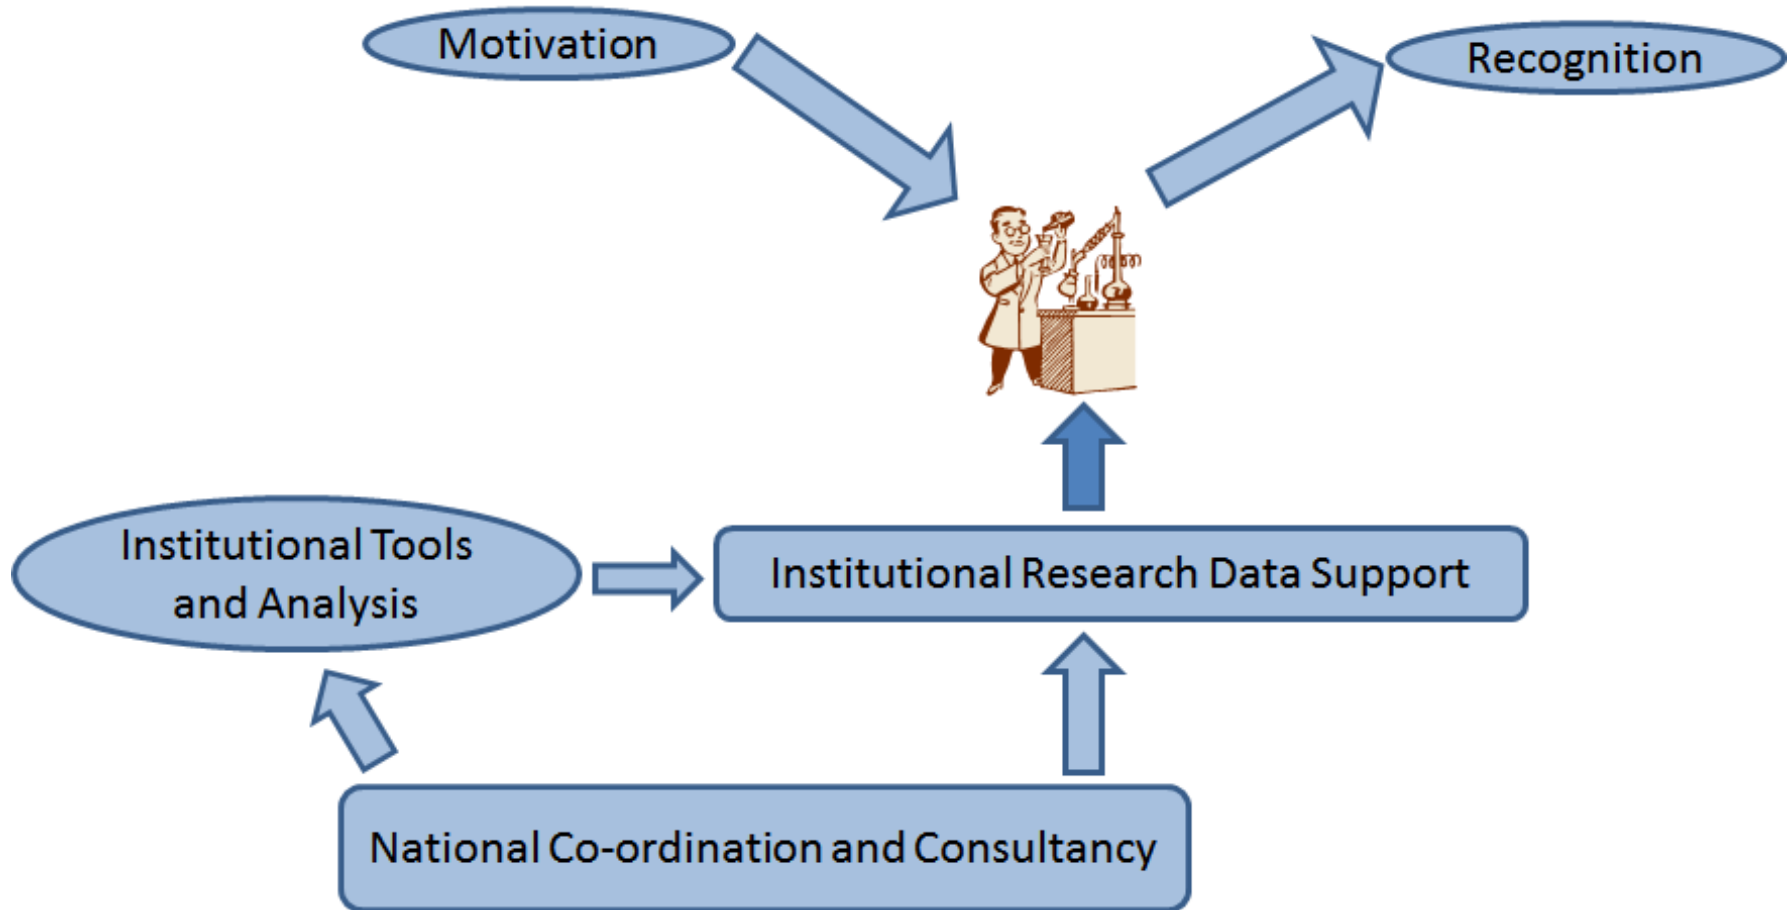 Motivation
Recognition
Institutional Tools
and Analysis
Institutional Research Data Support
National Co-ordination and Consultancy